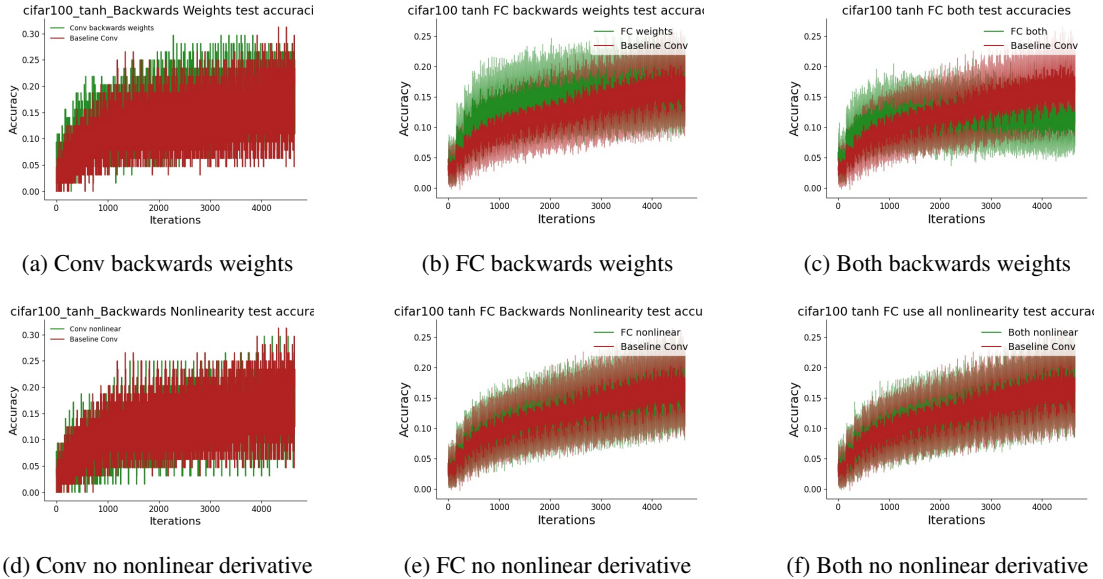 cifar100_tanh_Backwards Weights test accuraci
Conv backwards weights
Baseline Conv
Accuracy
0.30
0.25
0.20
0.15
0.10
0.05
0.00
0 1000 2000 3000 4000
Iterations
(a) Conv backwards weights
cifar100 tanh FC backwards weights test accurac
FC weights
Baseline Conv
Accuracy
0.25
0.20
0.15
0.10
0.05
0.00
0 1000 2000 3000 4000
Iterations
(b) FC backwards weights
cifar100 tanh FC both test accuracies
FC both
Baseline Conv
Accuracy
0.25
0.20
0.15
0.10
0.05
0.00
0 1000 2000 3000 4000
Iterations
(c) Both backwards weights
cifar100_tanh_Backwards Nonlinearity test accura
Conv nonlinear
Baseline Conv
Accuracy
0.30
0.25
0.20
0.15
0.10
0.05
0.00
0 1000 2000 3000 4000
Iterations
(d) Conv no nonlinear derivative
cifar100 tanh FC Backwards Nonlinearity test accur
FC nonlinear
Baseline Conv
Accuracy
0.25
0.20
0.15
0.10
0.05
0.00
0 1000 2000 3000 4000
Iterations
(e) FC no nonlinear derivative
cifar100 tanh FC use all nonlinearity test accurac
Both nonlinear
Baseline Conv
Accuracy
0.25
0.20
0.15
0.10
0.05
0.00
0 1000 2000 3000 4000
Iterations
(f) Both no nonlinear derivative